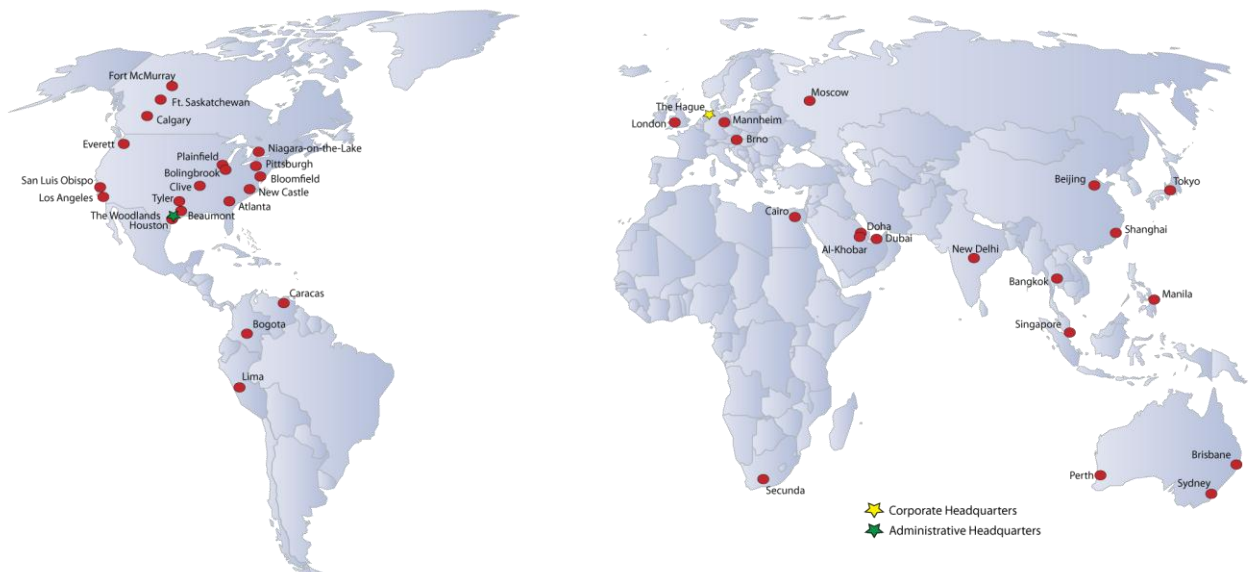 Fort McMurray
Ft. Saskatchewan
Calgary
Everett
Niagara-on-the-Lake
Plainfield
Pittsburgh
Bolingbrook
Bloomfield
San Luis Obispo
Clive
New Castle
Los Angeles
Tyler
Atlanta
The Woodlands
Beaumont
Houston
Caracas
Bogota
Lima
Moscow
The Hague
London
Mannheim
Brno
Beijing
Tokyo
Cairo
Doha
Shanghai
Al-Khobar
Dubai
New Delhi
Bangkok
Manila
Singapore
Brisbane
Perth
Sydney
Secunda
Corporate Headquarters
Administrative Headquarters